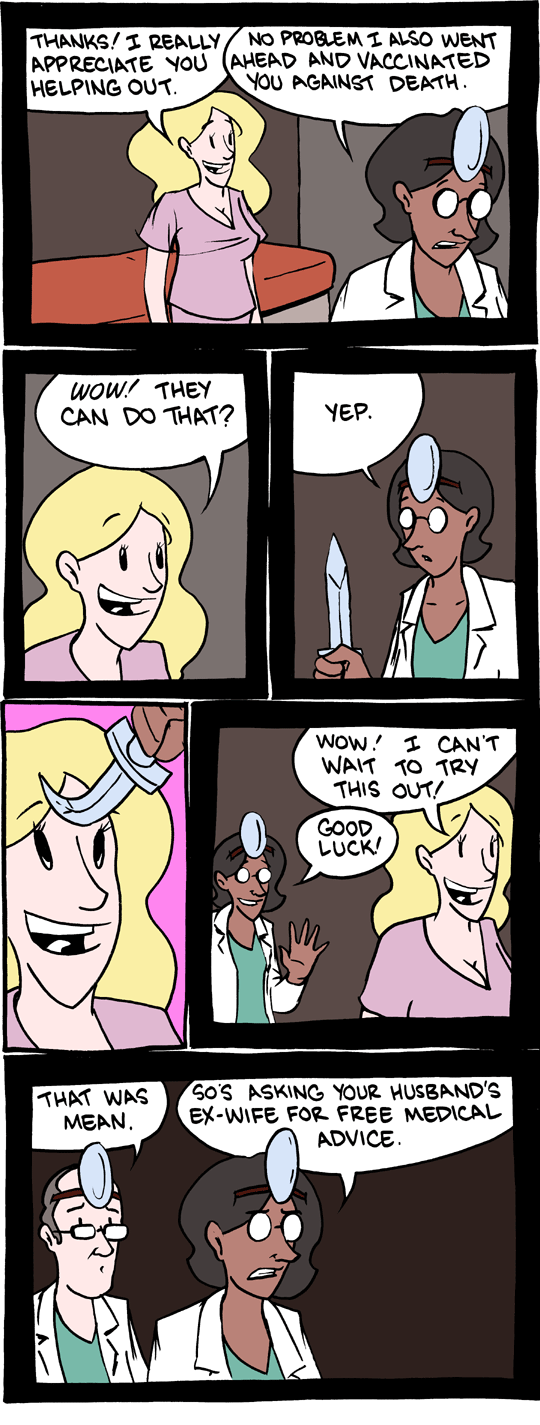 THANKS! I REALLY
APPRECIATE YOU
HELPING OUT.
NO PROBLEM I ALSO WENT
AHEAD AND VACCINATED
YOU AGAINST DEATH.
WOW! THEY
CAN DO THAT?
YEP.
WOW! I CAN'T
WAIT TO TRY
THIS OUT!
GOOD
LUCK!
THAT WAS
MEAN.
SO'S ASKING YOUR HUSBAND'S
EX-WIFE FOR FREE MEDICAL
ADVICE.